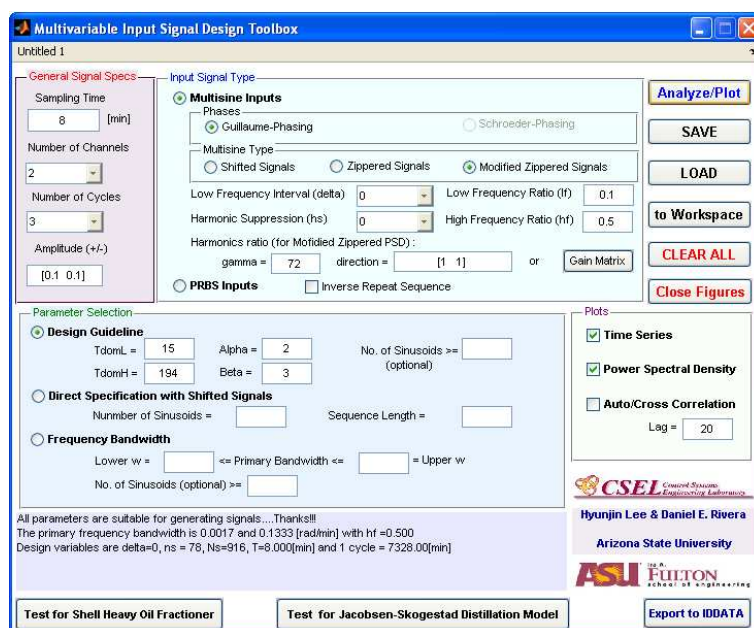 Multivariable Input Signal Design Toolbox
Untitled 1
General Signal Specs
Sampling Time
8 [min]
Number of Channels
2
Number of Cycles
3
Amplitude (+/-)
[0.1 0.1]
Input Signal Type
Multisine Inputs
Phases
Guillaume-Phasing Schroeder-Phasing
Multisine Type
Shifted Signals Zippered Signals Modified Zippered Signals
Low Frequency Interval (delta) 0 Low Frequency Ratio (lf) 0.1
Harmonic Suppression (hs) 0 High Frequency Ratio (hf) 0.5
Harmonics ratio (for Mofidied Zippered PSD) :
gamma = 72 direction = [1 1] or Gain Matrix
PRBS Inputs Inverse Repeat Sequence
Analyze/Plot
SAVE
LOAD
to Workspace
CLEAR ALL
Close Figures
Parameter Selection
Design Guideline
TdomL = 15 Alpha = 2 No. of Sinusoids >=
(optional)
TdomH = 194 Beta = 3
Direct Specification with Shifted Signals
Nunmber of Sinusoids = Sequence Length =
Frequency Bandwidth
Lower w = <= Primary Bandwidth <= = Upper w
No. of Sinusoids (optional) >=
Plots
Time Series
Power Spectral Density
Auto/Cross Correlation
Lag = 20
All parameters are suitable for generating signals....Thanks!!!
The primary frequency bandwidth is 0.0017 and 0.1333 [rad/min] with hf =0.500
Design variables are delta=0, ns = 78, Ns=916, T=8.000[min] and 1 cycle = 7328.00[min]
CSEL Control Systems
Engineering Laboratory
Hyunjin Lee & Daniel E. Rivera
Arizona State University
ASU Ira A.
FULTON
school of engineering
Test for Shell Heavy Oil Fractioner
Test for Jacobsen-Skogestad Distillation Model
Export to IDDATA